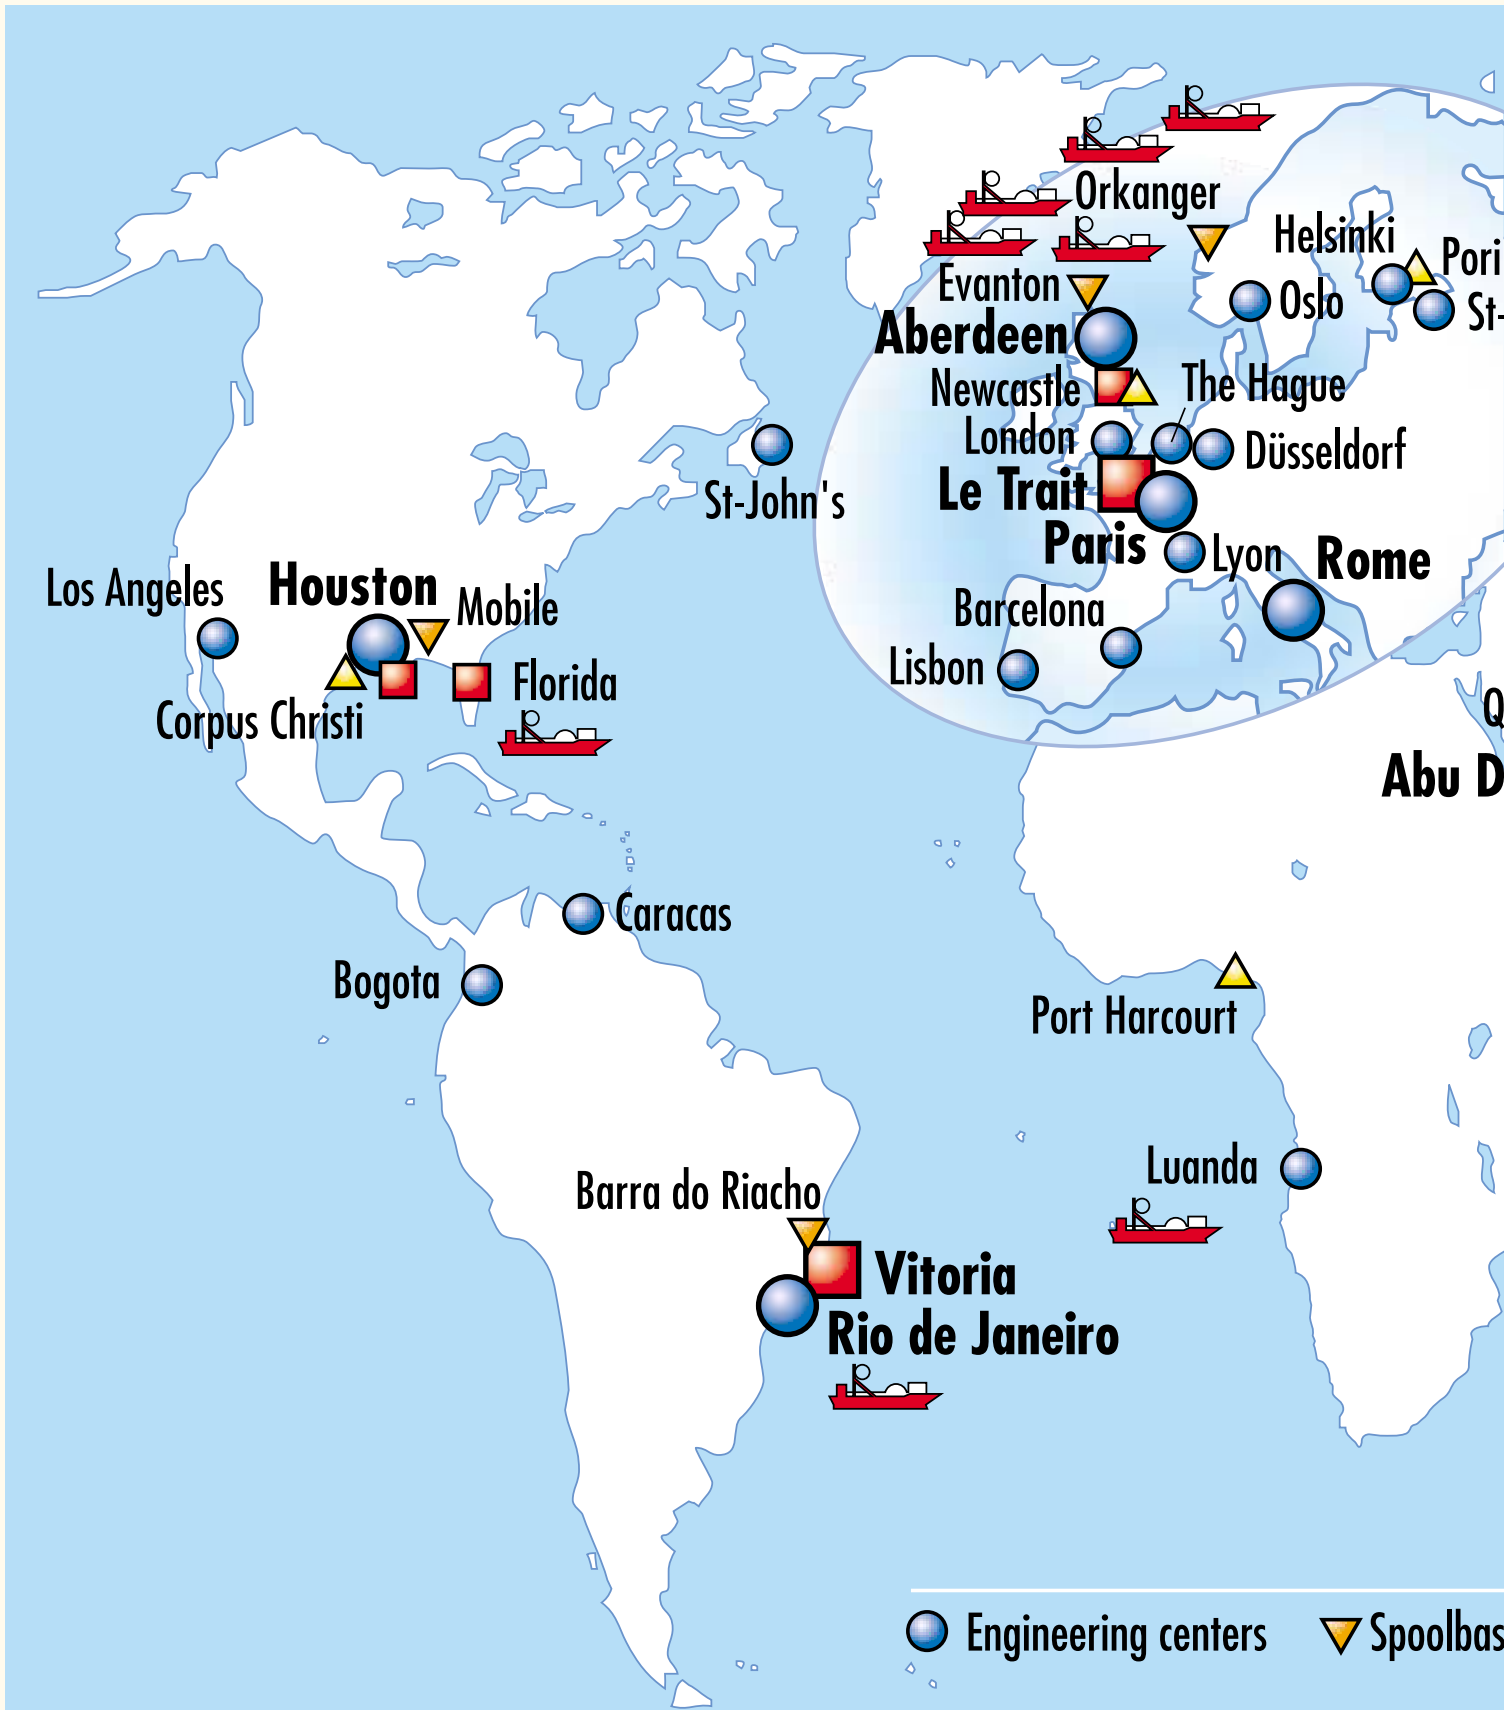 Orkanger
Helsinki
Pori
Evanton
Oslo
St-
Aberdeen
Newcastle
The Hague
London
Düsseldorf
Le Trait
St-John's
Paris
Lyon
Rome
Los Angeles
Houston
Mobile
Barcelona
Lisbon
Florida
Corpus Christi
Q
Abu D
Caracas
Bogota
Port Harcourt
Luanda
Barra do Riacho
Vitoria
Rio de Janeiro
Engineering centers
Spoolbas